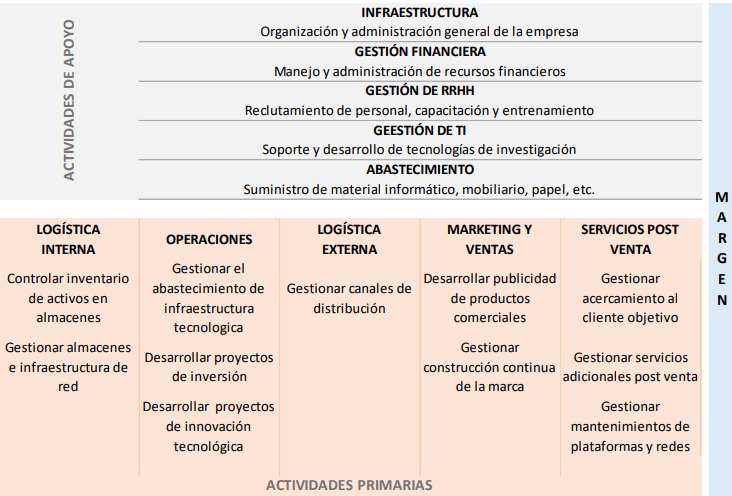 ACTIVIDADES DE APOYO
INFRAESTRUCTURA
Organización y administración general de la empresa
GESTIÓN FINANCIERA
Manejo y administración de recursos financieros
GESTIÓN DE RRHH
Reclutamiento de personal, capacitación y entrenamiento
GEESTIÓN DE TI
Soporte y desarrollo de tecnologías de investigación
ABASTECIMIENTO
Suministro de material informático, mobiliario, papel, etc.
LOGÍSTICA
INTERNA
Controlar inventario
de activos en
almacenes
Gestionar almacenes
e infraestructura de
red
OPERACIONES
Gestionar el
abastecimiento de
infraestructura
tecnologica
Desarrollar proyectos
de inversión
Desarrollar proyectos
de innovación
tecnológica
LOGÍSTICA
EXTERNA
Gestionar canales de
distribución
MARKETING Y
VENTAS
Desarrollar publicidad
de productos
comerciales
Gestionar
construcción continua
de la marca
SERVICIOS POST
VENTA
Gestionar
acercamiento al
cliente objetivo
Gestionar servicios
adicionales post venta
Gestionar
mantenimientos de
plataformas y redes
ACTIVIDADES PRIMARIAS
MARGEN